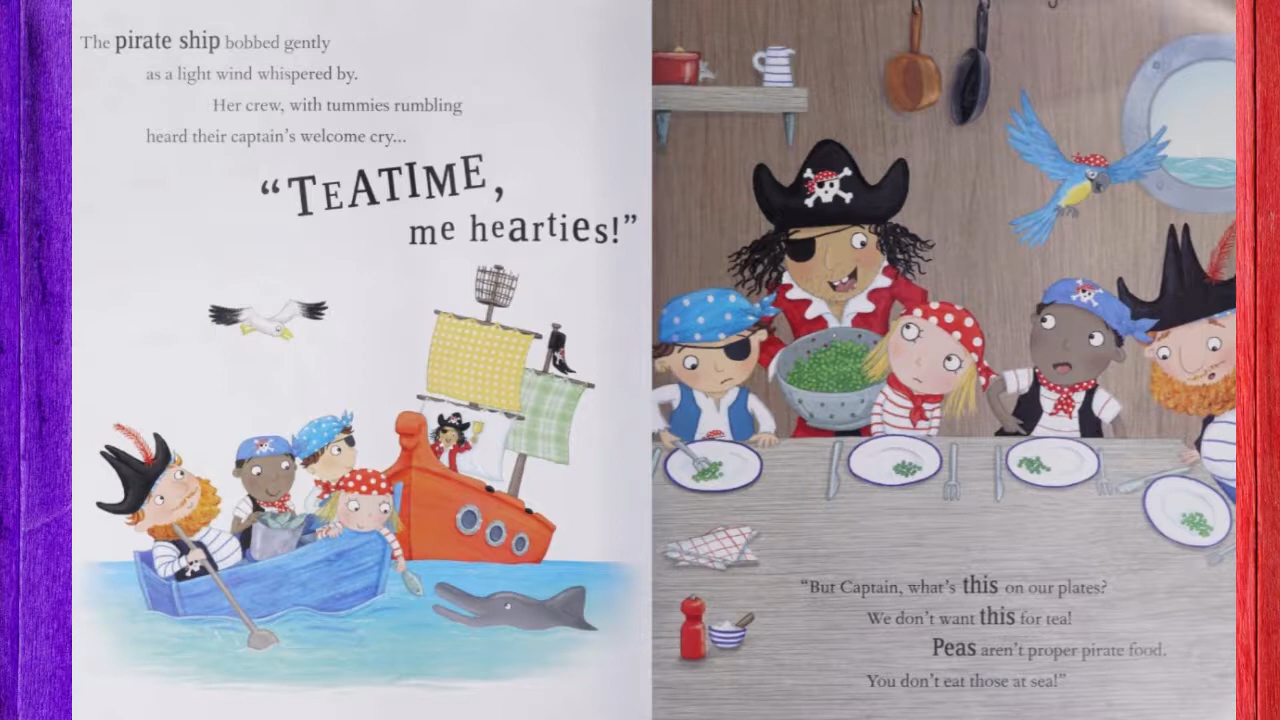 The pirate ship bobbed gently
as a light wind whispered by.
Her crew, with tummies rumbling
heard their captain's welcome cry...
“TEATIME,
me hearties!”
“But Captain, what's this on our plates?
We don't want this for tea!
Peas aren't proper pirate food.
You don't eat those at sea!”